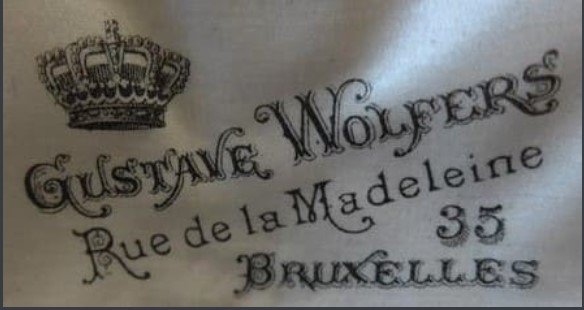 GUSTAVE WOLFERS
Rue de la Madeleine
35
BRUXELLES